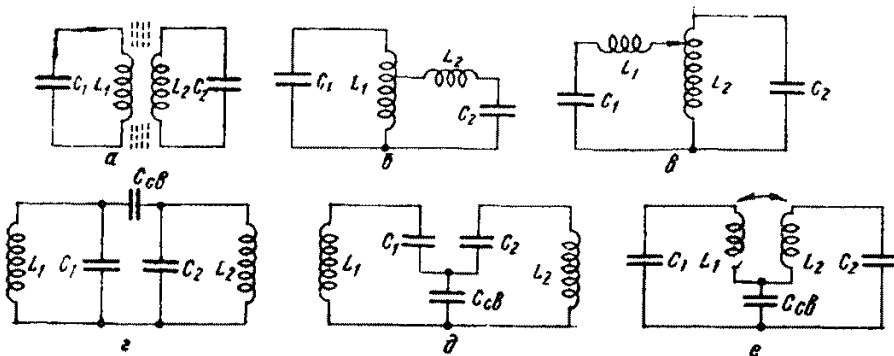 C₁ L₁ L₂ C₂
а
C₁ L₁ L₂ C₂
б
C₁ L₁ L₂ C₂
в
Cсв
L₁ C₁ C₂ L₂
г
L₁ C₁ C₂ L₂
Cсв
д
C₁ L₁ L₂ C₂
Cсв
е